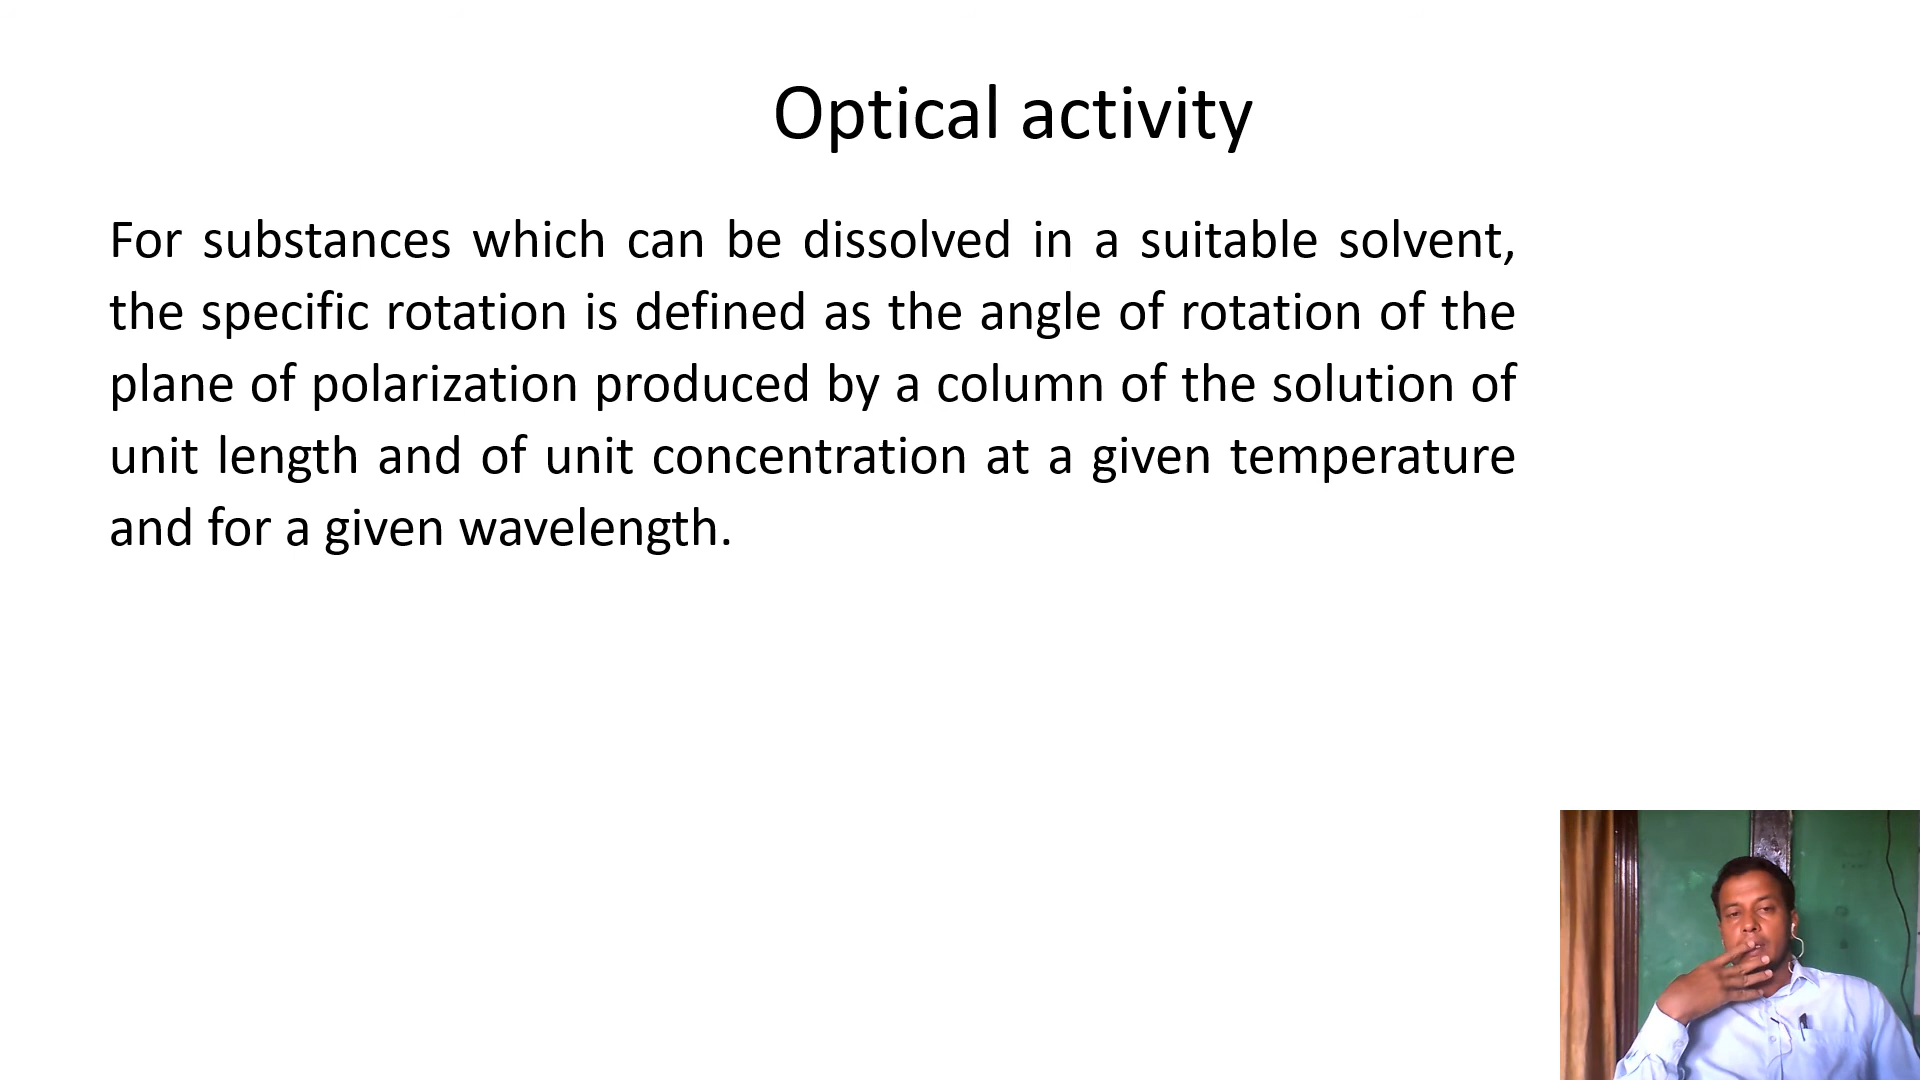 Optical activity
For substances which can be dissolved in a suitable solvent,
the specific rotation is defined as the angle of rotation of the
plane of polarization produced by a column of the solution of
unit length and of unit concentration at a given temperature
and for a given wavelength.